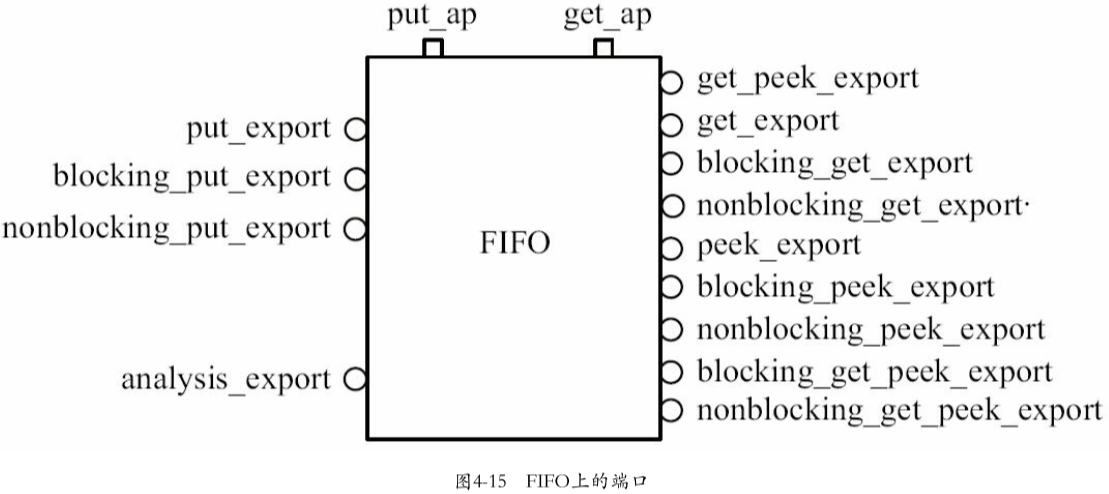 put_ap
get_ap
put_export
blocking_put_export
nonblocking_put_export
analysis_export
FIFO
get_peek_export
get_export
blocking_get_export
nonblocking_get_export·
peek_export
blocking_peek_export
nonblocking_peek_export
blocking_get_peek_export
nonblocking_get_peek_export
图4-15 FIFO上的端口